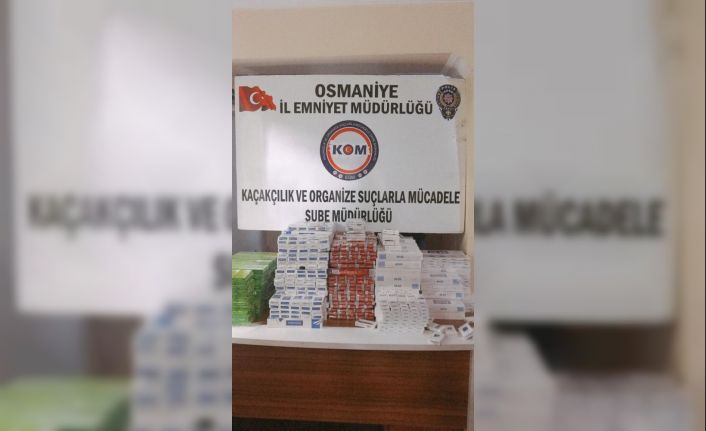 OSMANİYE
İL EMNİYET MÜDÜRLÜĞÜ
KOM
KAÇAKÇILIK VE ORGANİZE SUÇLARLA MÜCADELE
ŞUBE MÜDÜRLÜĞÜ